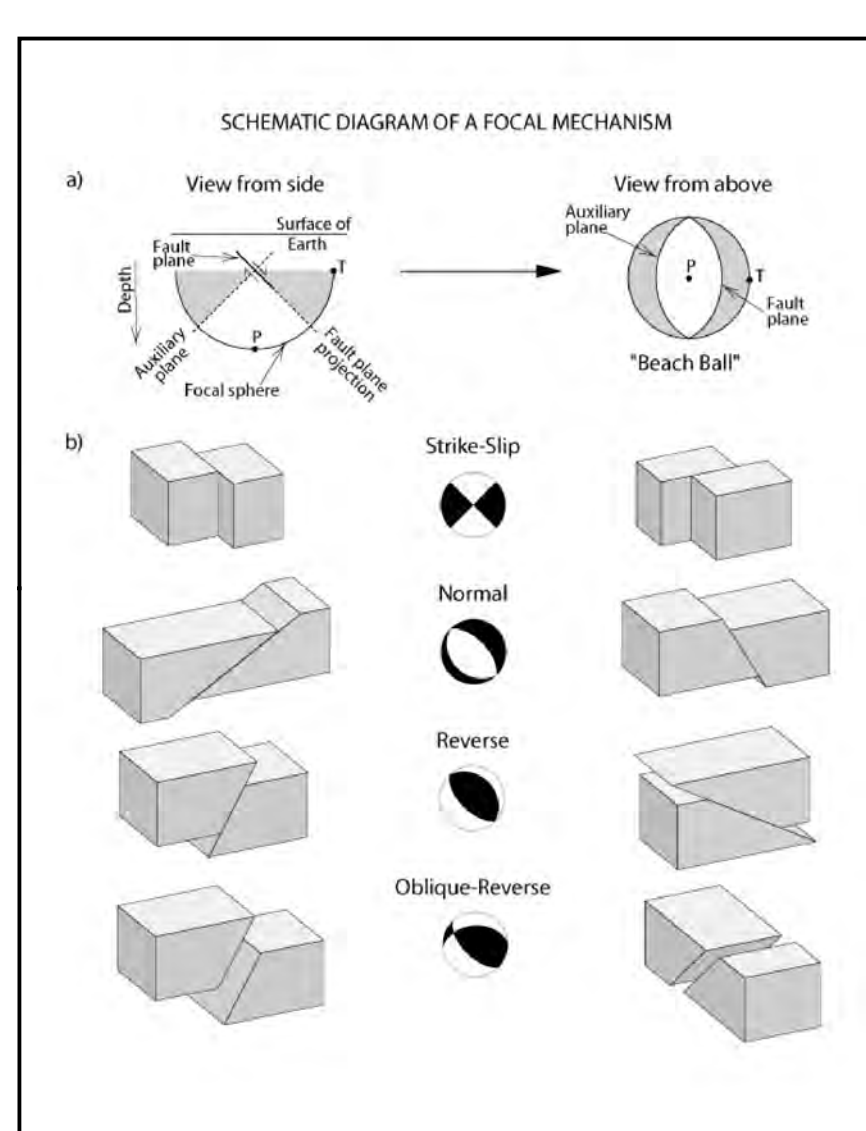 SCHEMATIC DIAGRAM OF A FOCAL MECHANISM
a)
View from side
View from above
Surface of
Earth
Fault
plane
T
Depth
P
Auxiliary
plane
Fault plane
projection
Focal sphere
Auxiliary
plane
P
T
Fault
plane
"Beach Ball"
b)
Strike-Slip
Normal
Reverse
Oblique-Reverse